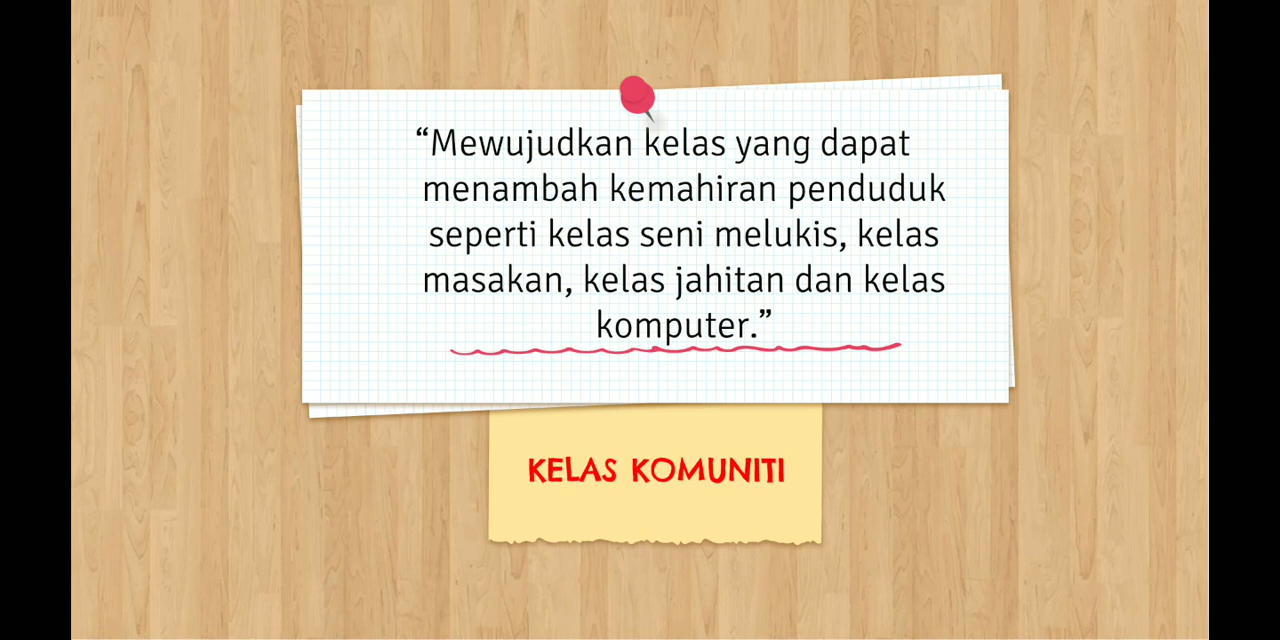 “Mewujudkan kelas yang dapat
menambah kemahiran penduduk
seperti kelas seni melukis, kelas
masakan, kelas jahitan dan kelas
komputer.”
KELAS KOMUNITI